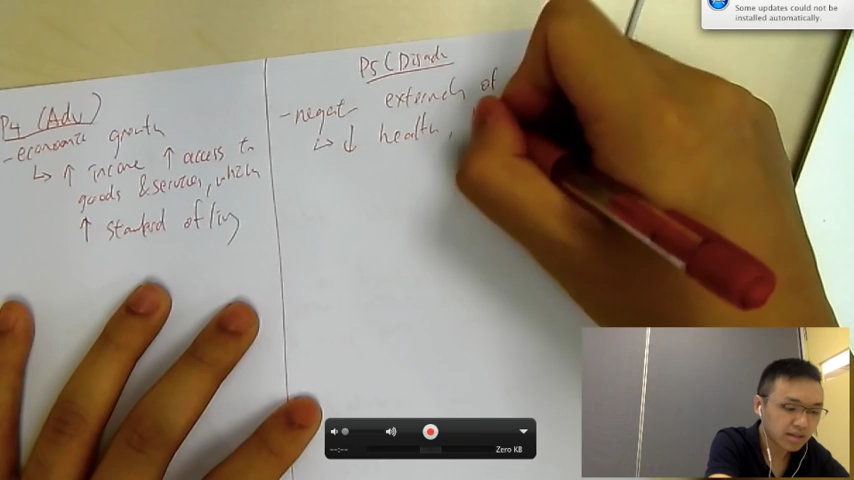 Some updates could not be
installed automatically.
P4 (Adv)
- economic growth
↳ ↑ income ↑ access to
goods & services, which
↑ standard of living
P5 (Disadv
- negat externali of
↳ ↓ health,
--:--
Zero KB